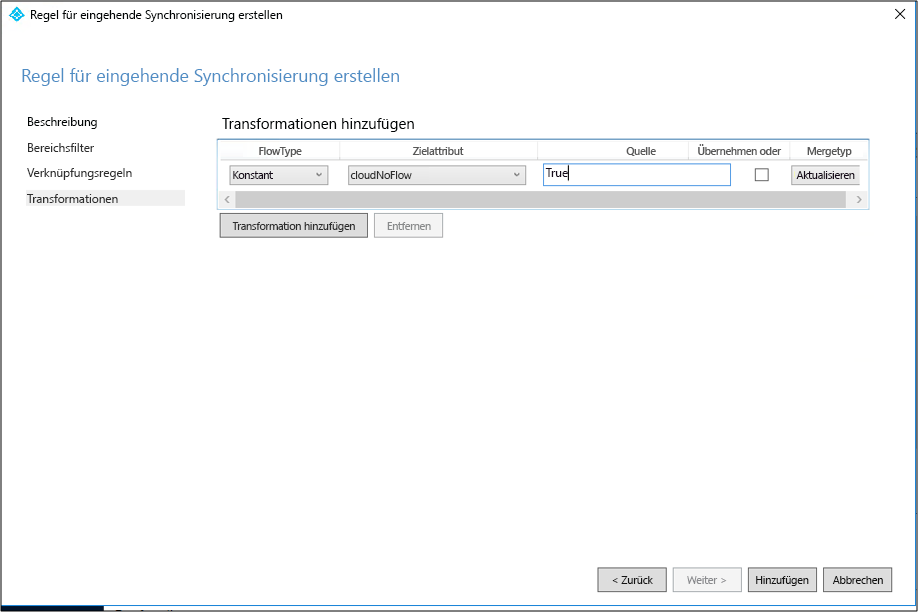 Regel für eingehende Synchronisierung erstellen
Regel für eingehende Synchronisierung erstellen
Beschreibung
Bereichsfilter
Verknüpfungsregeln
Transformationen
Transformationen hinzufügen
FlowType Zielattribut Quelle Übernehmen oder Mergetyp
Konstant cloudNoFlow True Aktualisieren
Transformation hinzufügen Entfernen
< Zurück Weiter > Hinzufügen Abbrechen